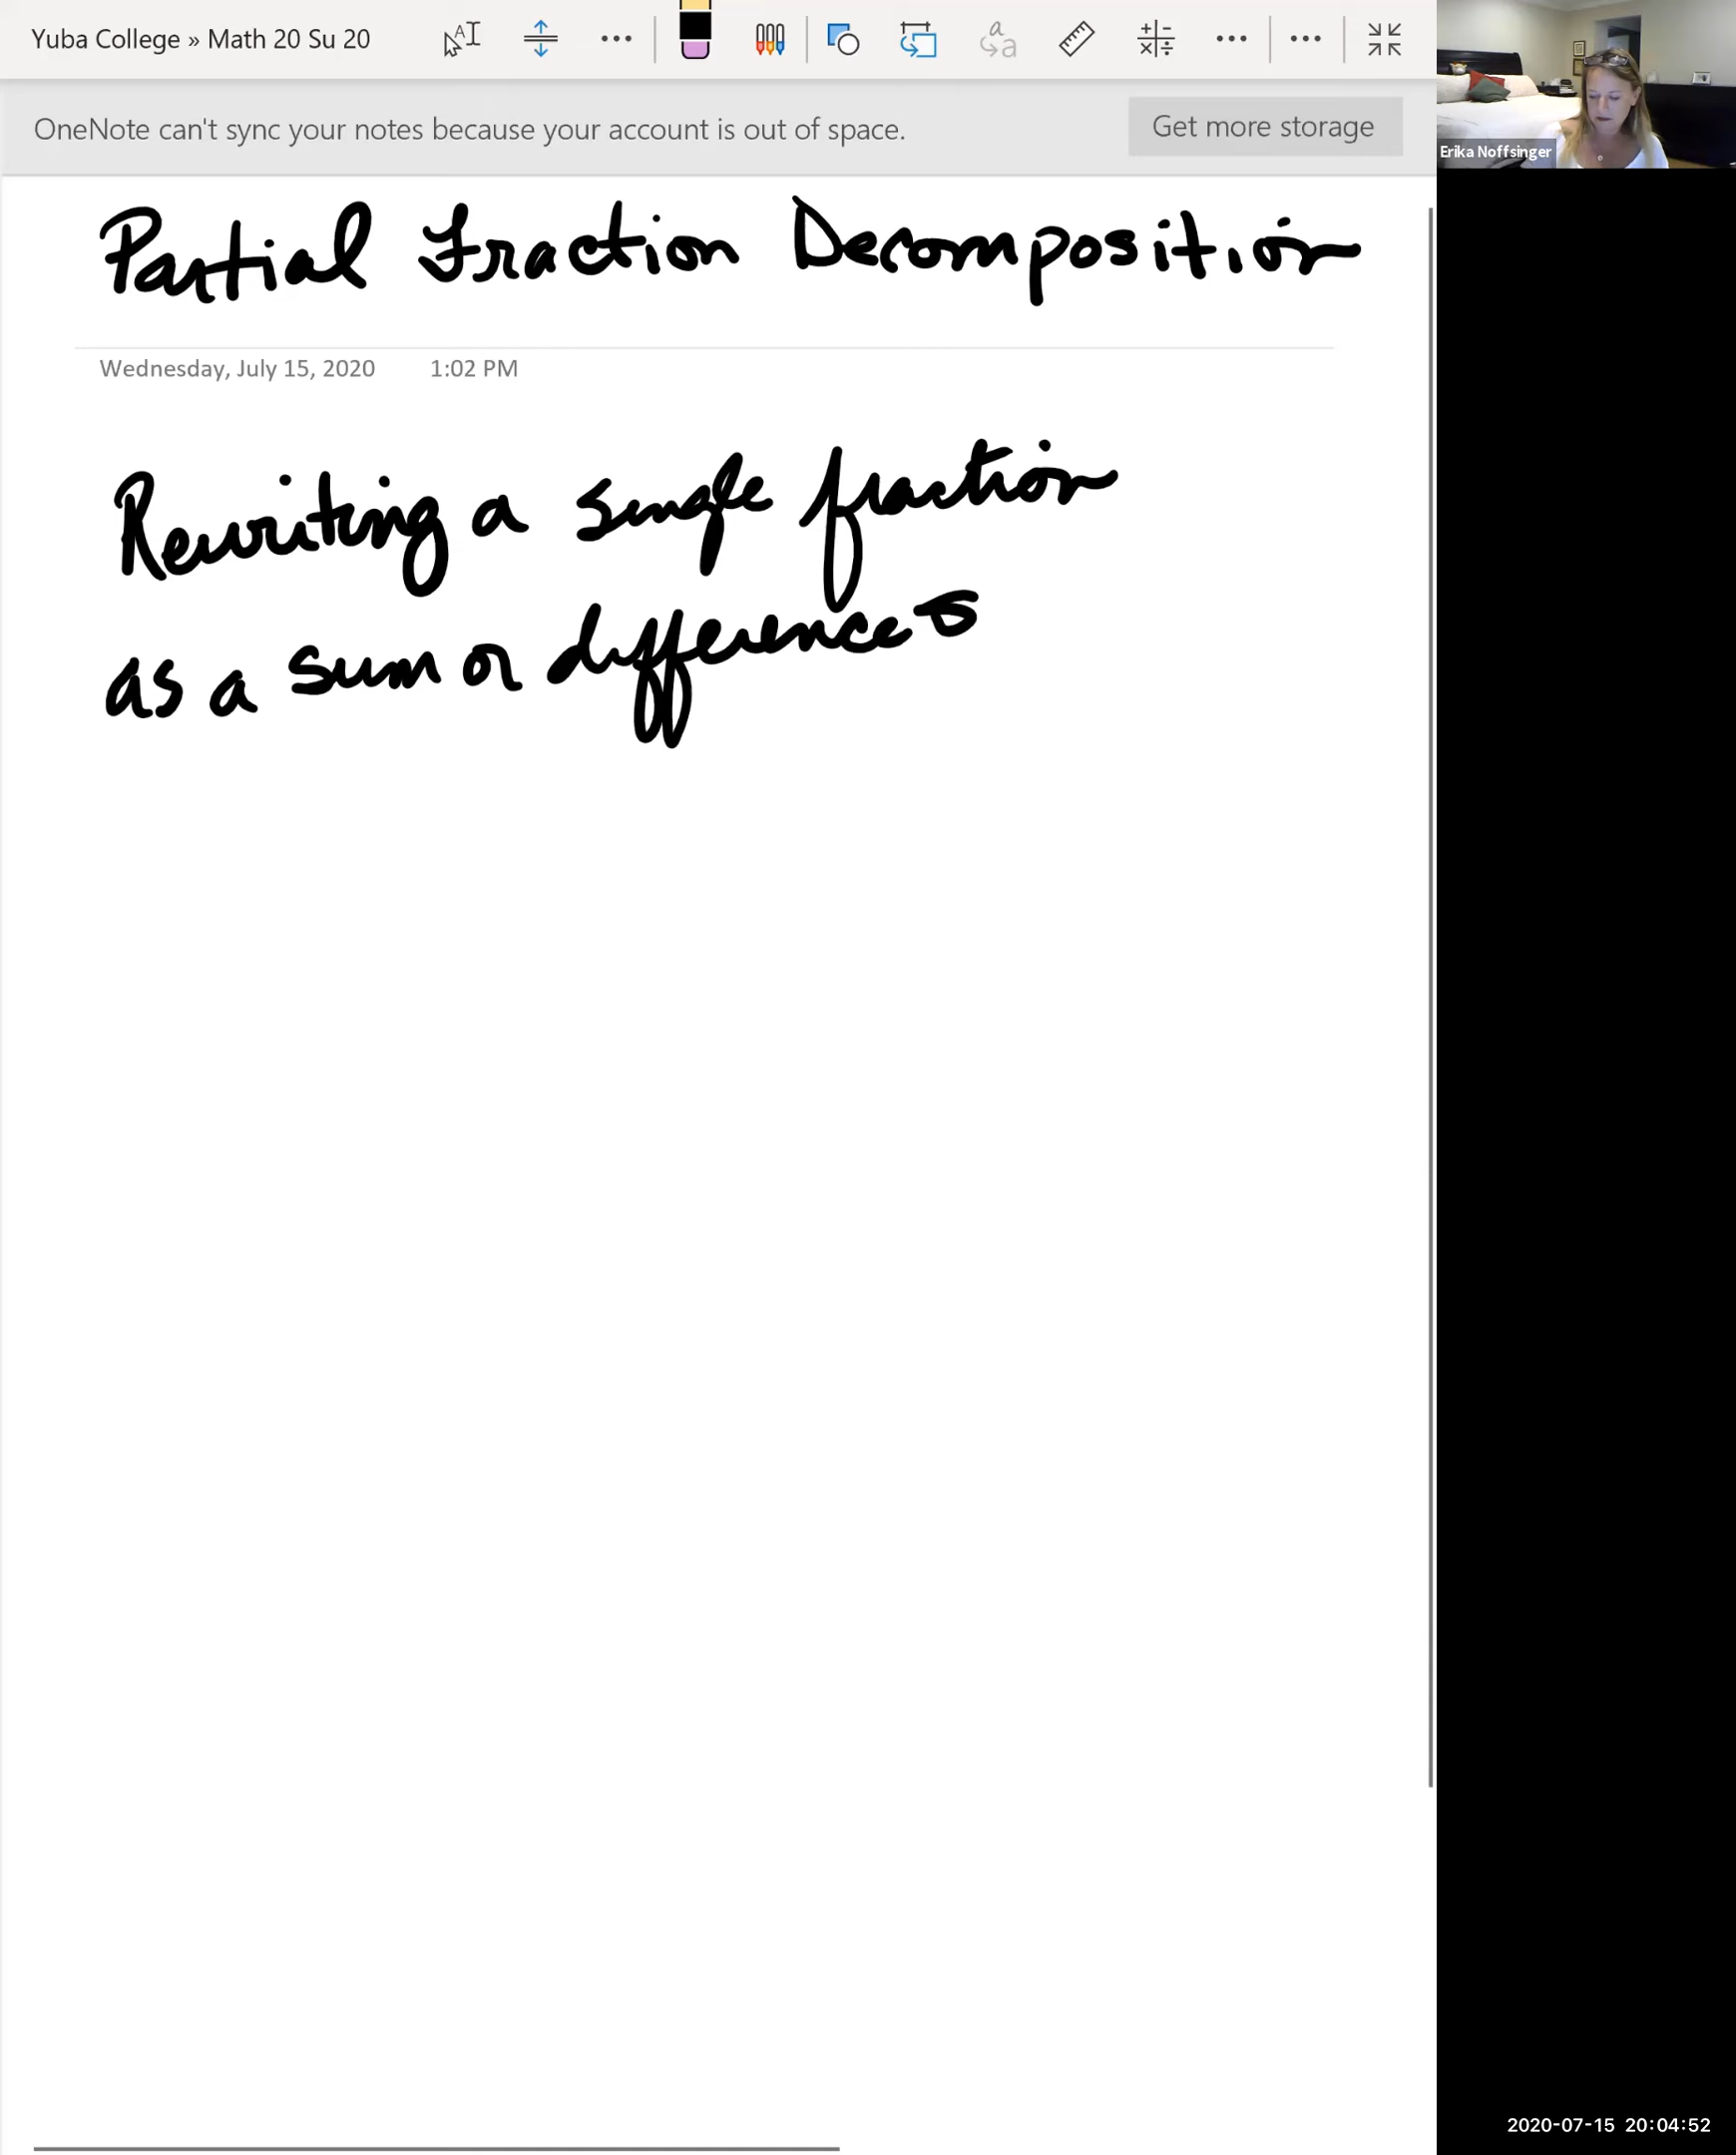 Yuba College » Math 20 Su 20
OneNote can't sync your notes because your account is out of space.
Get more storage
Erika Noffsinger
Partial Fraction Decomposition
Wednesday, July 15, 2020 1:02 PM
Rewriting a single fraction
as a sum or differences
2020-07-15 20:04:52